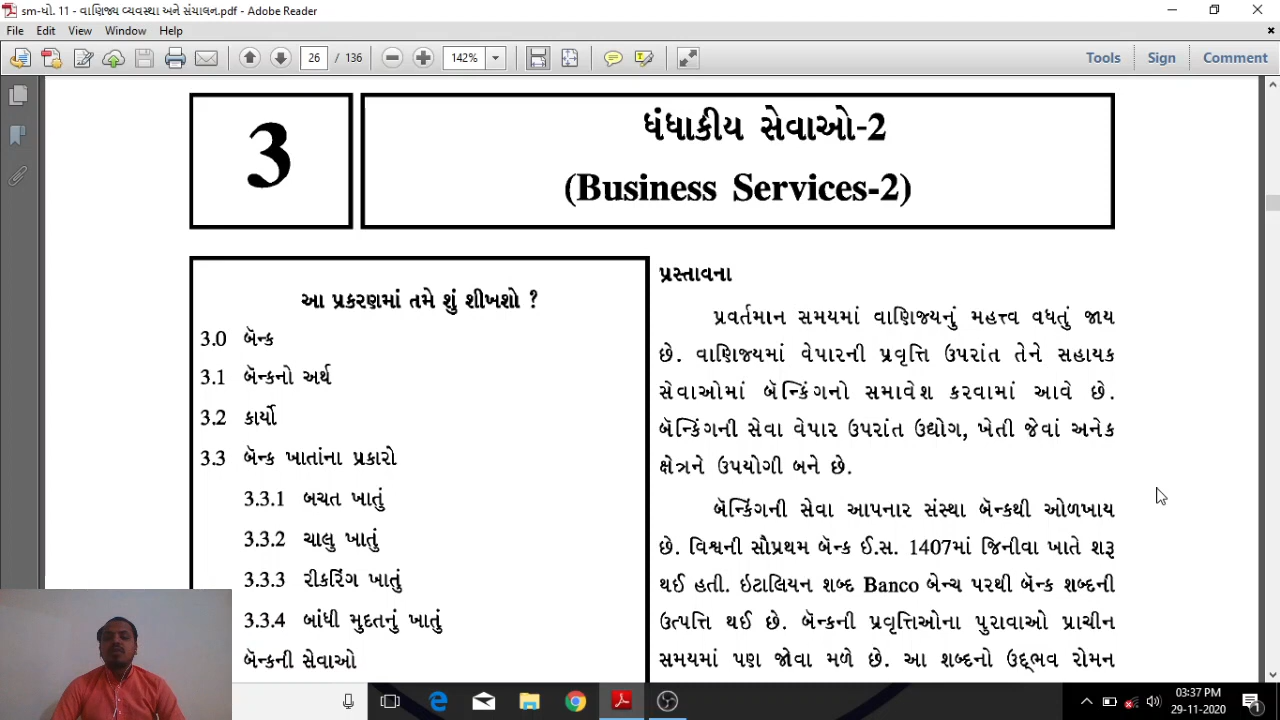 sm-ધો. 11 - વાણિજ્ય વ્યવસ્થા અને સંચાલન.pdf - Adobe Reader
File Edit View Window Help
26 / 136 142% Tools Sign Comment
3
ધંધાકીય સેવાઓ-2
(Business Services-2)
આ પ્રકરણમાં તમે શું શીખશો ?
3.0 બૅન્ક
3.1 બૅન્કનો અર્થ
3.2 કાર્યો
3.3 બૅન્ક ખાતાંના પ્રકારો
3.3.1 બચત ખાતું
3.3.2 ચાલુ ખાતું
3.3.3 રીકરિંગ ખાતું
3.3.4 બાંધી મુદતનું ખાતું
બૅન્કની સેવાઓ
પ્રસ્તાવના
પ્રવર્તમાન સમયમાં વાણિજ્યનું મહત્ત્વ વધતું જાય
છે. વાણિજ્યમાં વેપારની પ્રવૃત્તિ ઉપરાંત તેને સહાયક
સેવાઓમાં બૅન્કિંગનો સમાવેશ કરવામાં આવે છે.
બૅન્કિંગની સેવા વેપાર ઉપરાંત ઉદ્યોગ, ખેતી જેવાં અનેક
ક્ષેત્રને ઉપયોગી બને છે.
બૅન્કિંગની સેવા આપનાર સંસ્થા બૅન્કથી ઓળખાય
છે. વિશ્વની સૌપ્રથમ બૅન્ક ઈ.સ. 1407માં જિનીવા ખાતે શરૂ
થઈ હતી. ઇટાલિયન શબ્દ Banco બેન્ચ પરથી બૅન્ક શબ્દની
ઉત્પત્તિ થઈ છે. બૅન્કની પ્રવૃત્તિઓના પુરાવાઓ પ્રાચીન
સમયમાં પણ જોવા મળે છે. આ શબ્દનો ઉદ્ભવ રોમન
03:37 PM
29-11-2020